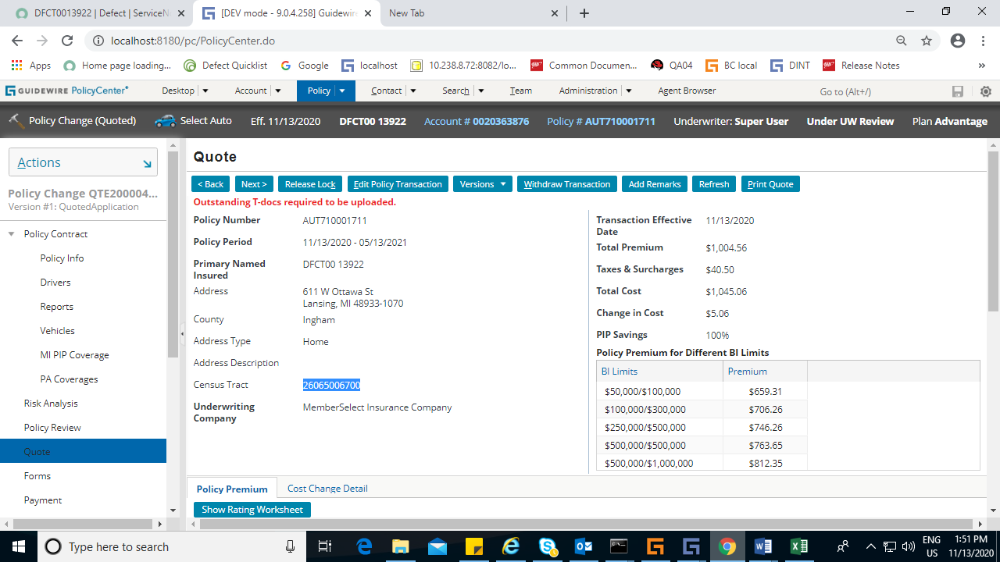 DFCT0013922 | Defect | ServiceN
[DEV mode - 9.0.4.258] Guidewire
New Tab
localhost:8180/pc/PolicyCenter.do
Apps
Home page loading...
Defect Quicklist
Google
localhost
10.238.8.72:8082/lo...
Common Documen...
QA04
BC local
DINT
Release Notes
»
GUIDEWIRE PolicyCenter
Desktop
Account
Policy
Contact
Search
Team
Administration
Agent Browser
Go to (Alt+/)
Policy Change (Quoted)
Select Auto
Eff. 11/13/2020
DFCT00 13922
Account # 0020363876
Policy # AUT710001711
Underwriter: Super User
Under UW Review
Plan Advantage
Actions
Policy Change QTE200004...
Version #1: QuotedApplication
Policy Contract
Policy Info
Drivers
Reports
Vehicles
MI PIP Coverage
PA Coverages
Risk Analysis
Policy Review
Quote
Forms
Payment
Quote
< Back
Next >
Release Lock
Edit Policy Transaction
Versions
Withdraw Transaction
Add Remarks
Refresh
Print Quote
Outstanding T-docs required to be uploaded.
Policy Number AUT710001711
Policy Period 11/13/2020 - 05/13/2021
Primary Named Insured DFCT00 13922
Address 611 W Ottawa St
Lansing, MI 48933-1070
County Ingham
Address Type Home
Address Description
Census Tract 26065006700
Underwriting Company MemberSelect Insurance Company
Transaction Effective Date 11/13/2020
Total Premium $1,004.56
Taxes & Surcharges $40.50
Total Cost $1,045.06
Change in Cost $5.06
PIP Savings 100%
Policy Premium for Different BI Limits
BI Limits Premium
$50,000/$100,000 $659.31
$100,000/$300,000 $706.26
$250,000/$500,000 $746.26
$500,000/$500,000 $763.65
$500,000/$1,000,000 $812.35
Policy Premium
Cost Change Detail
Show Rating Worksheet
Type here to search
ENG
US
1:51 PM
11/13/2020